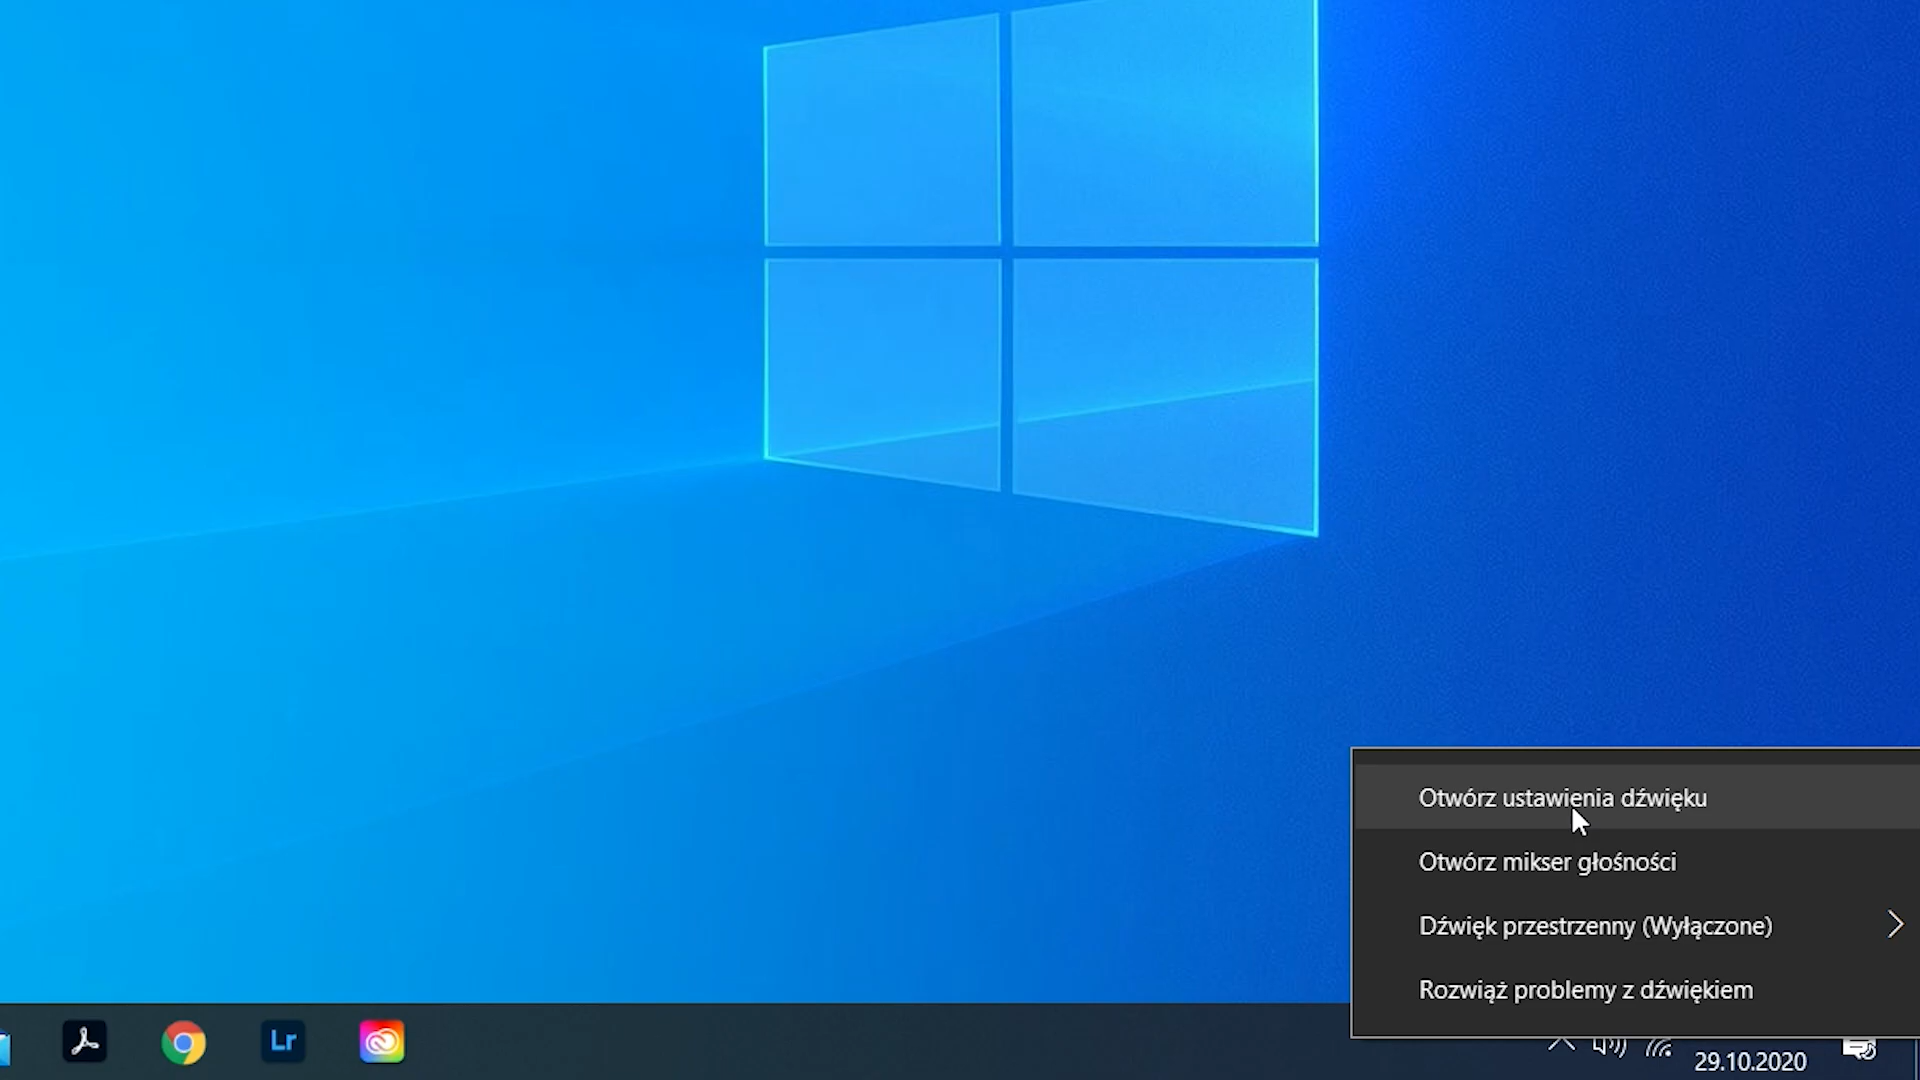 Otwórz ustawienia dźwięku
Otwórz mikser głośności
Dźwięk przestrzenny (Wyłączone)
Rozwiąż problemy z dźwiękiem
Lr
29.10.2020